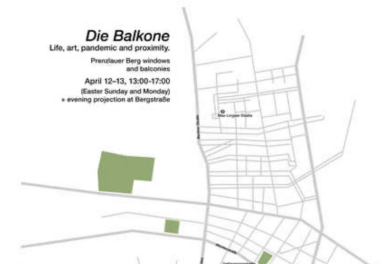 Die Balkone
Life, art, pandemic and proximity.
Prenzlauer Berg windows
and balconies
April 12–13, 13:00-17:00
(Easter Sunday and Monday)
+ evening projection at Bergstraße